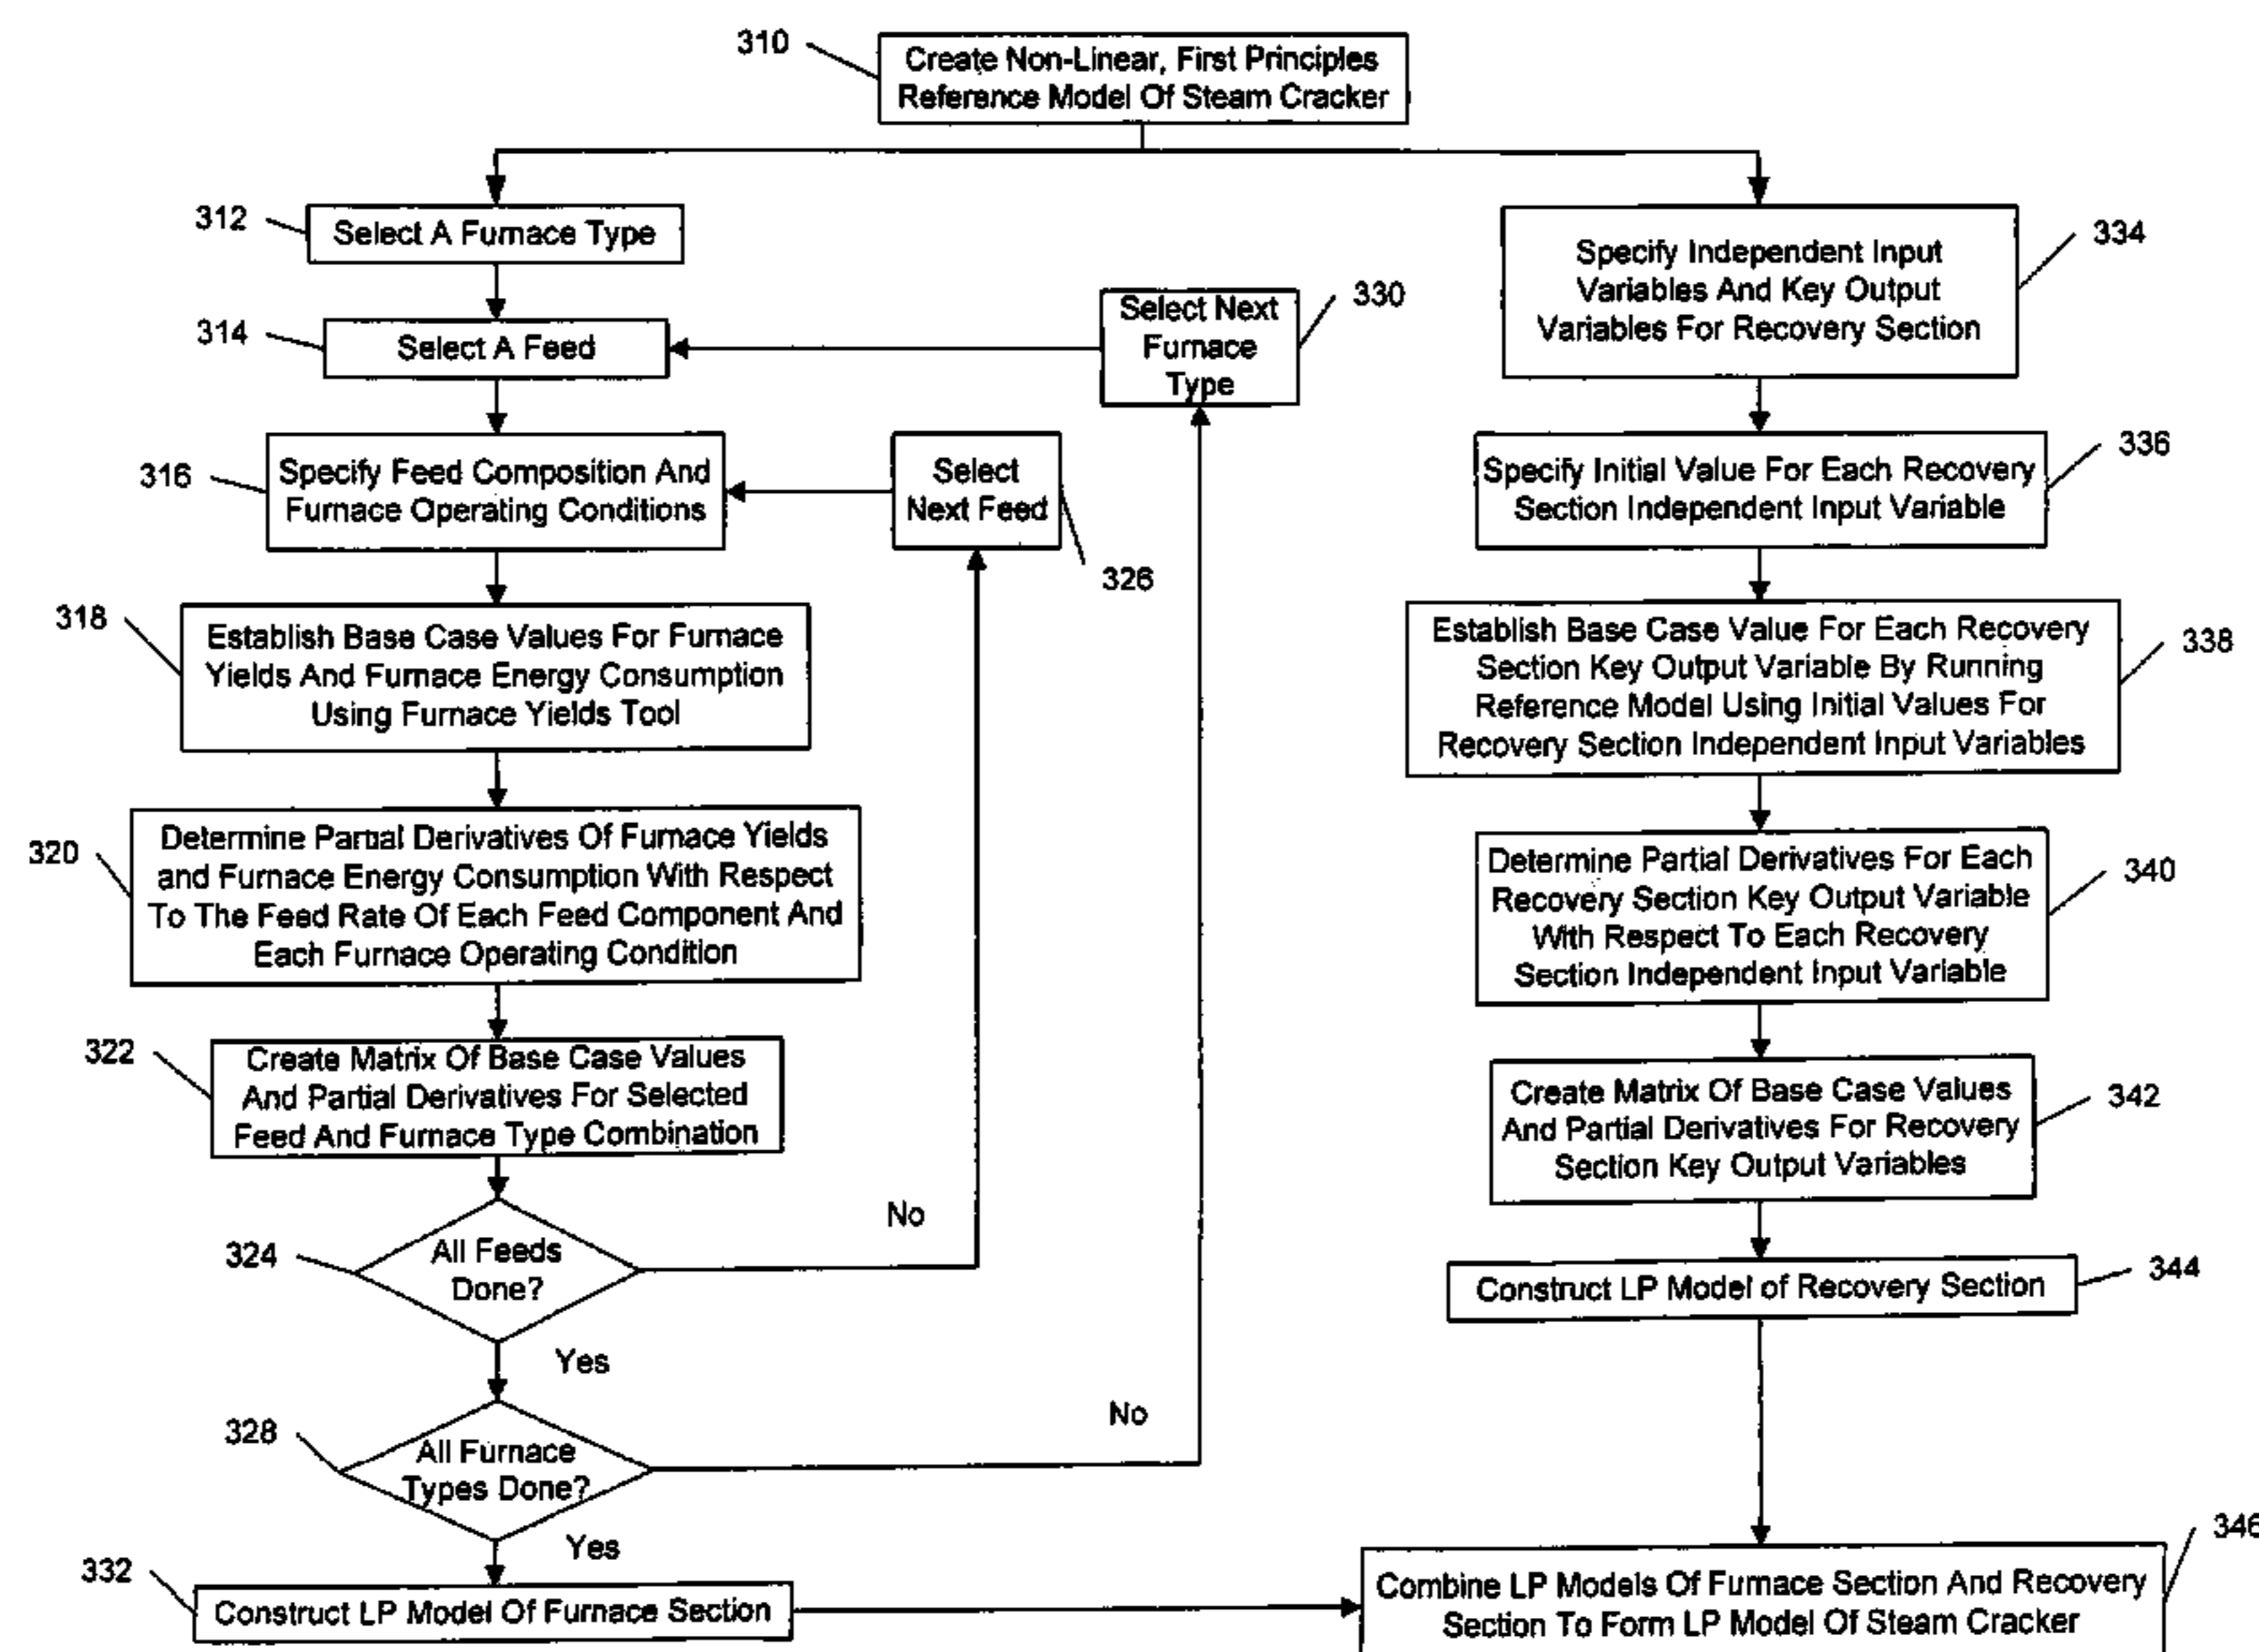 310
Create Non-Linear, First Principles
Reference Model Of Steam Cracker
312
Select A Furnace Type
314
Select A Feed
Select Next
Furnace
Type
330
316
Specify Feed Composition And
Furnace Operating Conditions
Select
Next Feed
326
318
Establish Base Case Values For Furnace
Yields And Furnace Energy Consumption
Using Furnace Yields Tool
320
Determine Partial Derivatives Of Furnace Yields
and Furnace Energy Consumption With Respect
To The Feed Rate Of Each Feed Component And
Each Furnace Operating Condition
322
Create Matrix Of Base Case Values
And Partial Derivatives For Selected
Feed And Furnace Type Combination
324
All Feeds
Done?
No
Yes
328
All Furnace
Types Done?
No
Yes
332
Construct LP Model Of Furnace Section
334
Specify Independent Input
Variables And Key Output
Variables For Recovery Section
336
Specify Initial Value For Each Recovery
Section Independent Input Variable
338
Establish Base Case Value For Each Recovery
Section Key Output Variable By Running
Reference Model Using Initial Values For
Recovery Section Independent Input Variables
340
Determine Partial Derivatives For Each
Recovery Section Key Output Variable
With Respect To Each Recovery
Section Independent Input Variable
342
Create Matrix Of Base Case Values
And Partial Derivatives For Recovery
Section Key Output Variables
344
Construct LP Model of Recovery Section
346
Combine LP Models Of Furnace Section And Recovery
Section To Form LP Model Of Steam Cracker